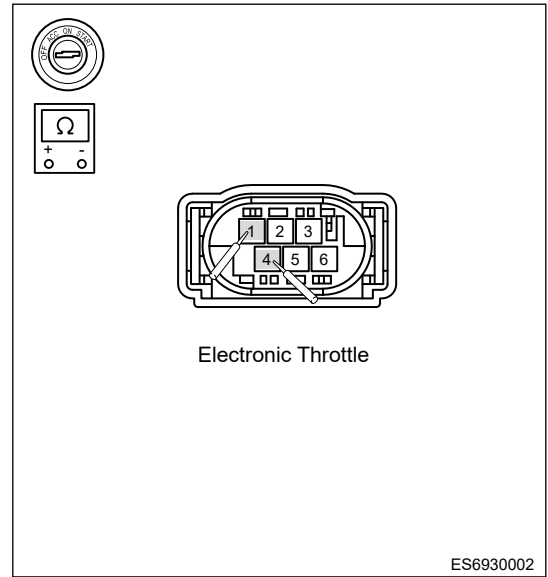 OFF ACC ON START
Ω
+ -
1 2 3
4 5 6
Electronic Throttle
ES6930002